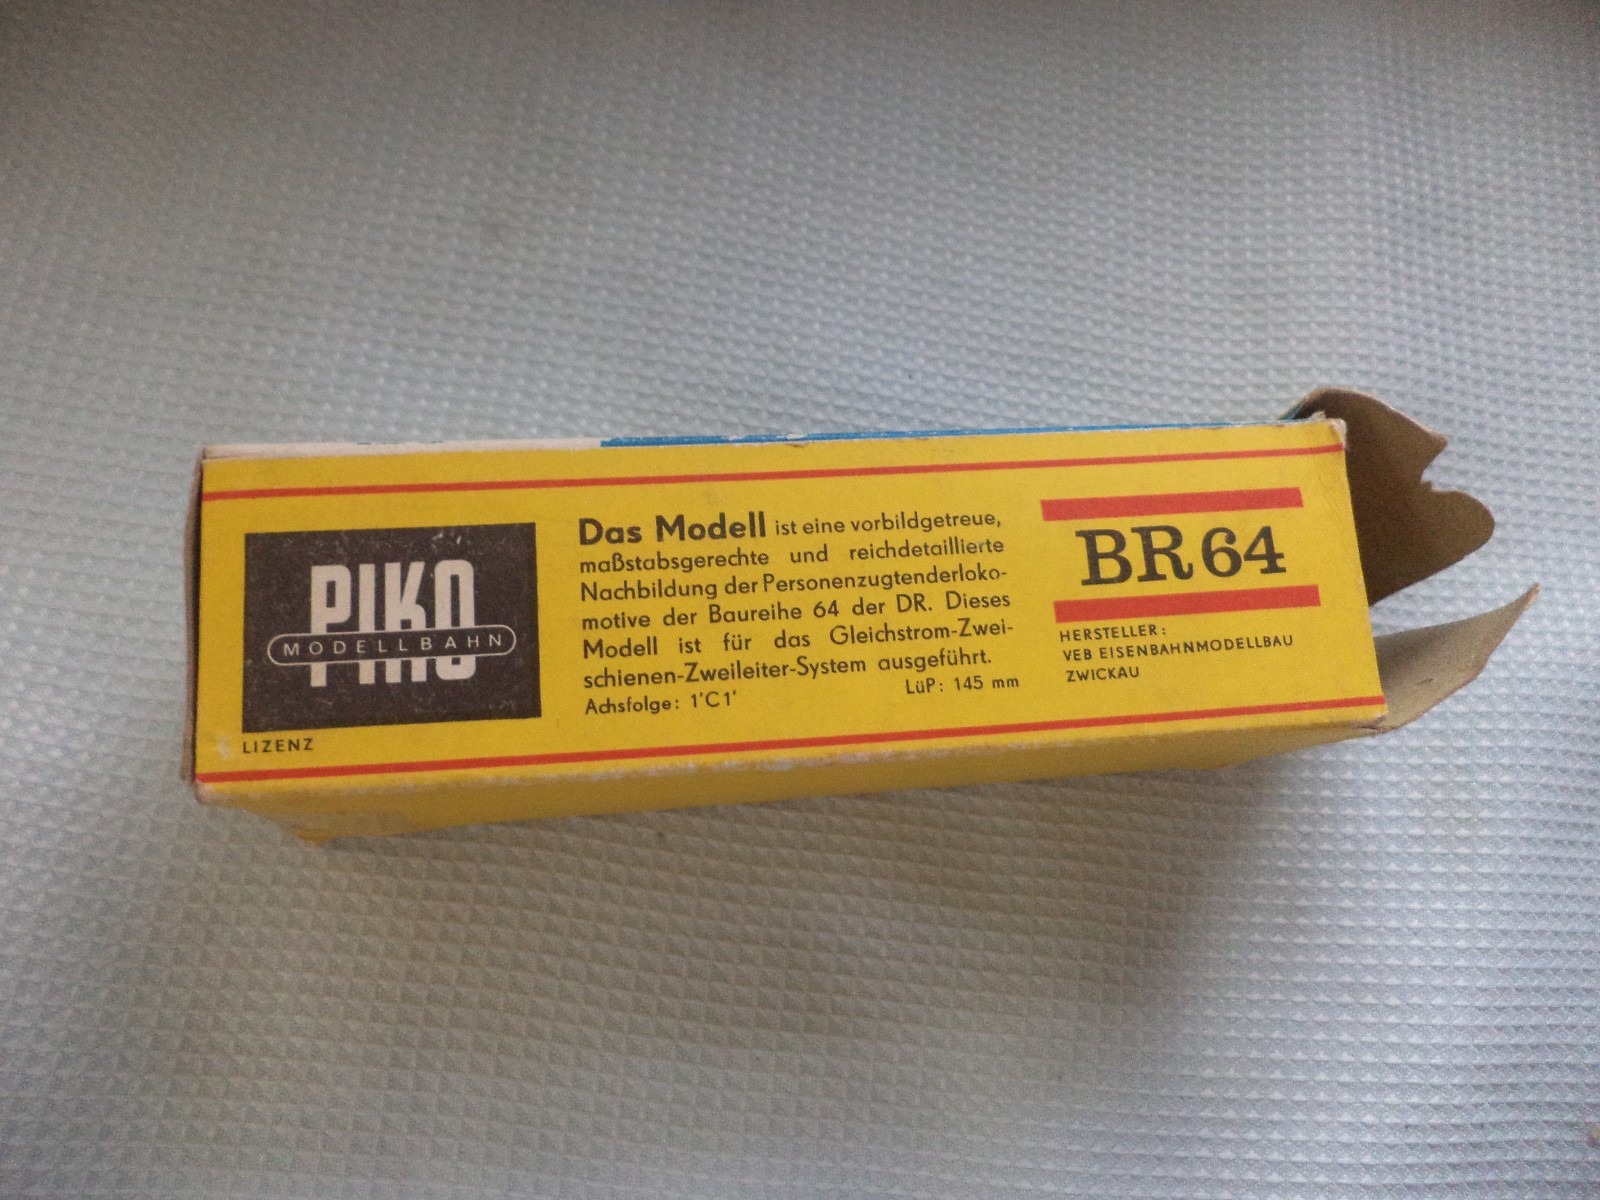 PIKO
MODELLBAHN
LIZENZ
Das Modell ist eine vorbildgetreue,
maßstabsgerechte und reichdetaillierte
Nachbildung der Personenzugtenderloko-
motive der Baureihe 64 der DR. Dieses
Modell ist für das Gleichstrom-Zwei-
schienen-Zweileiter-System ausgeführt.
Achsfolge: 1'C1' LüP: 145 mm
BR 64
HERSTELLER:
VEB EISENBAHNMODELLBAU
ZWICKAU